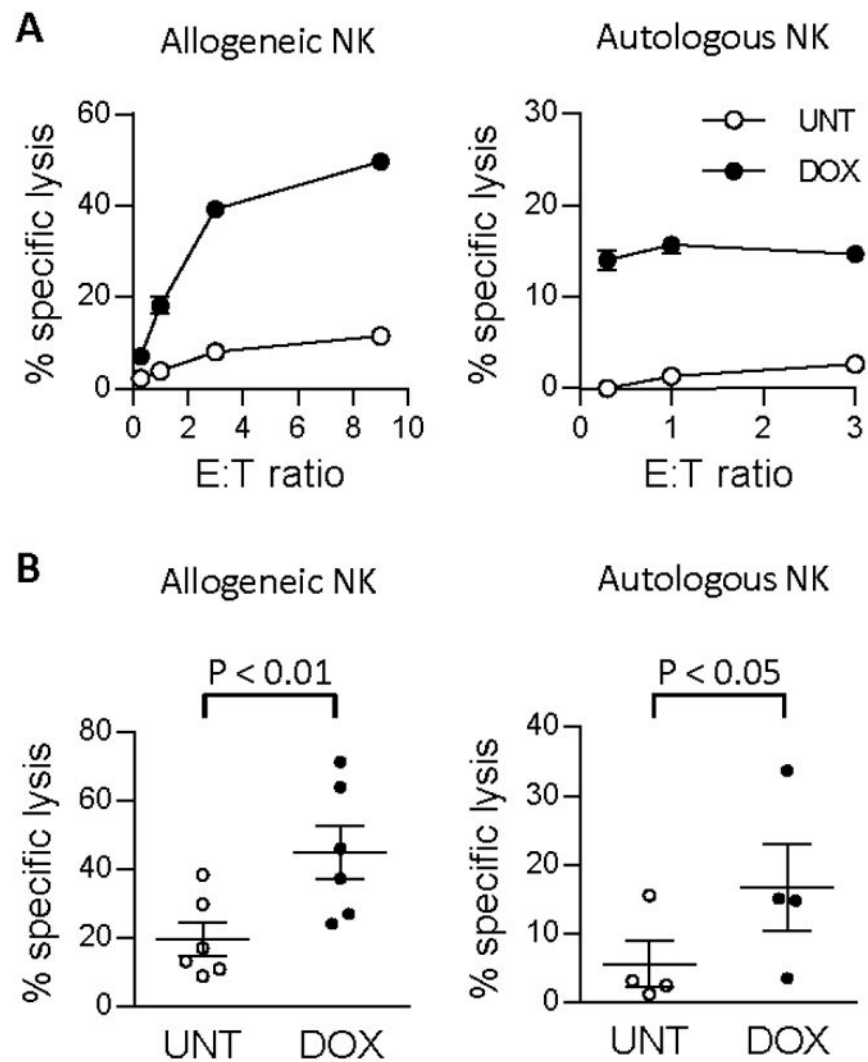 A
Allogeneic NK
Autologous NK
% specific lysis
60
40
20
0
0 2 4 6 8 10
E:T ratio
% specific lysis
30
20
10
0
0 1 2 3
E:T ratio
UNT
DOX
B
Allogeneic NK
Autologous NK
P < 0.01
% specific lysis
80
60
40
20
0
UNT DOX
P < 0.05
% specific lysis
40
30
20
10
0
UNT DOX